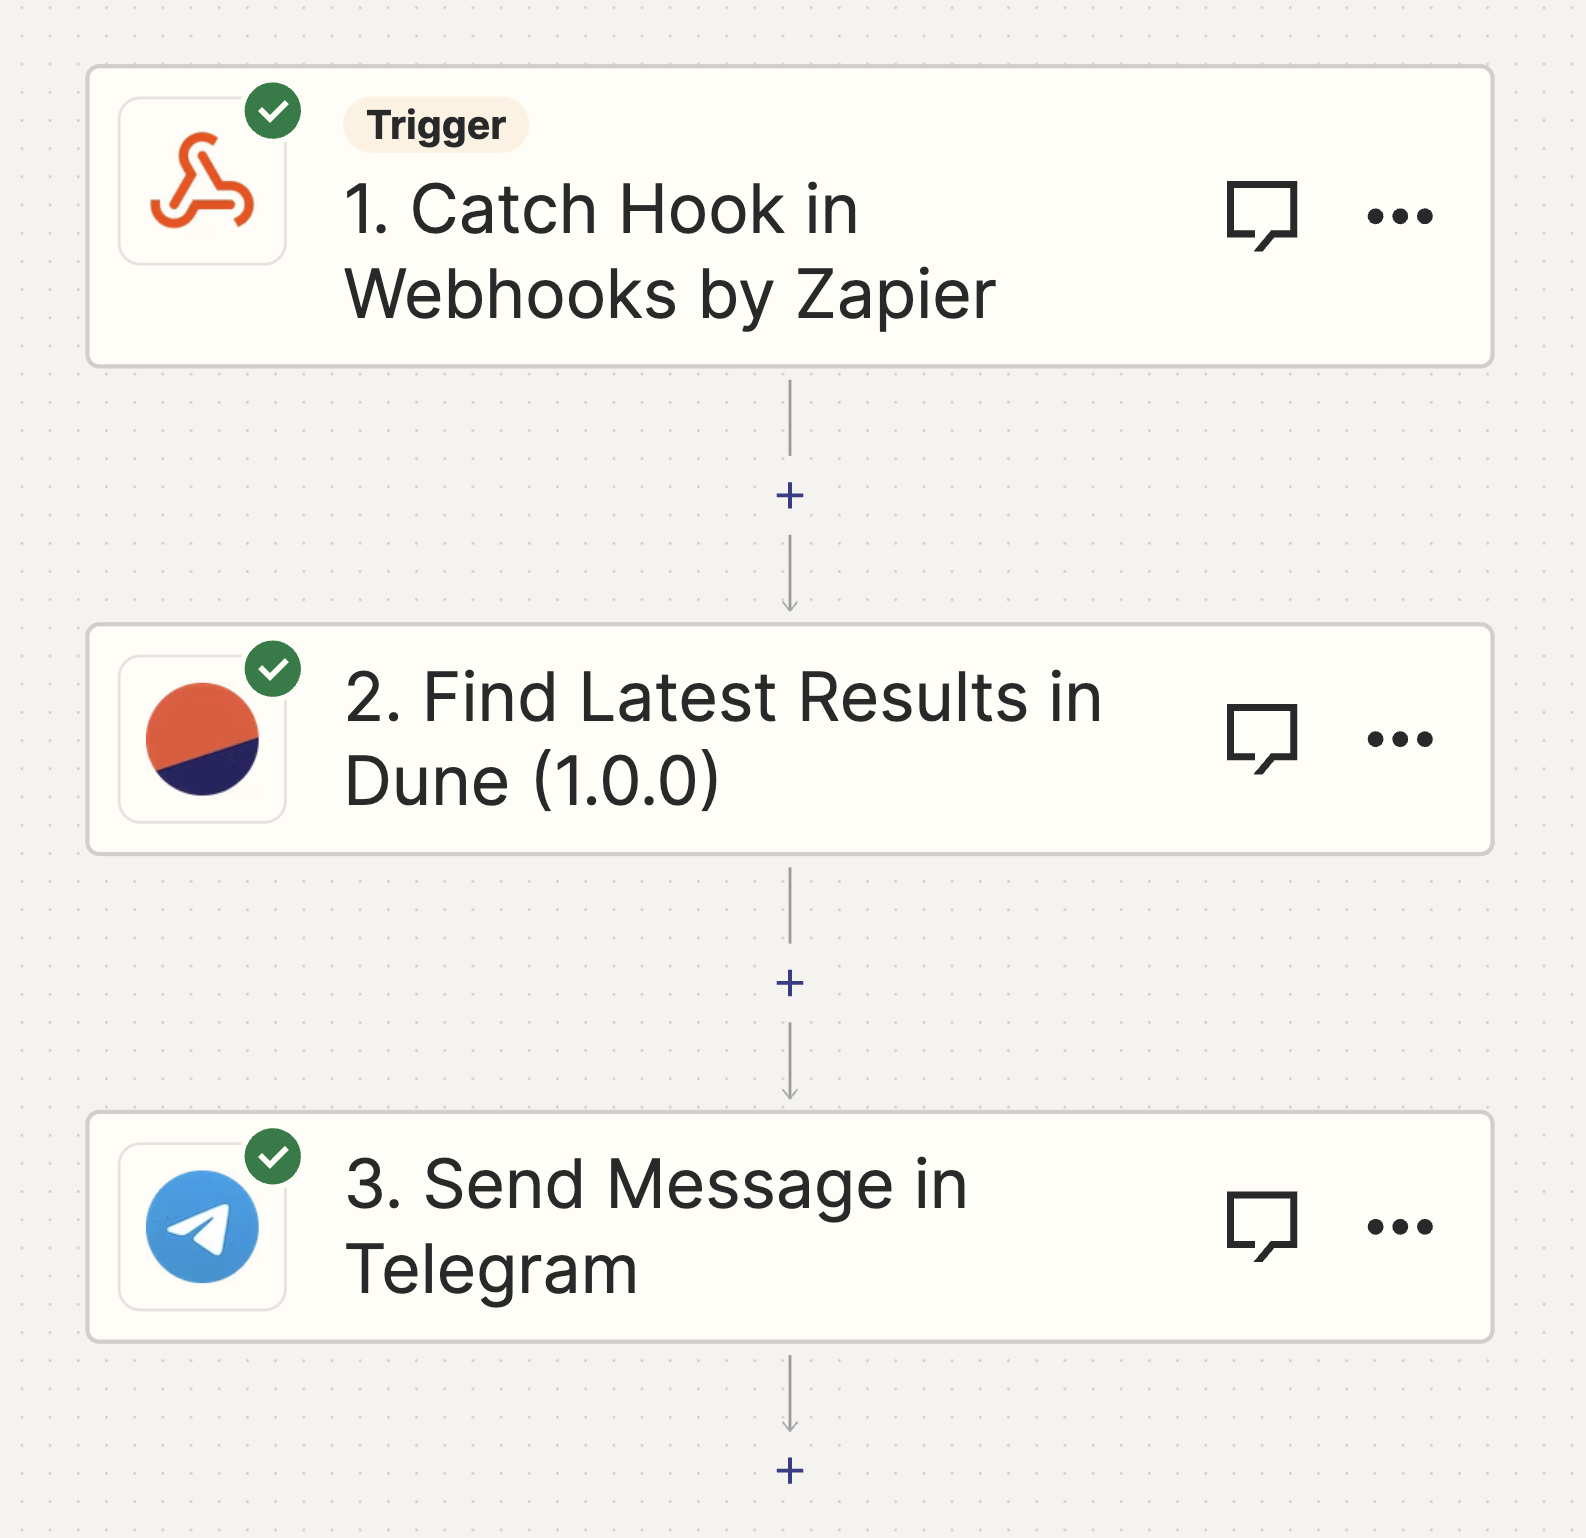 Trigger
1. Catch Hook in
Webhooks by Zapier
2. Find Latest Results in
Dune (1.0.0)
3. Send Message in
Telegram